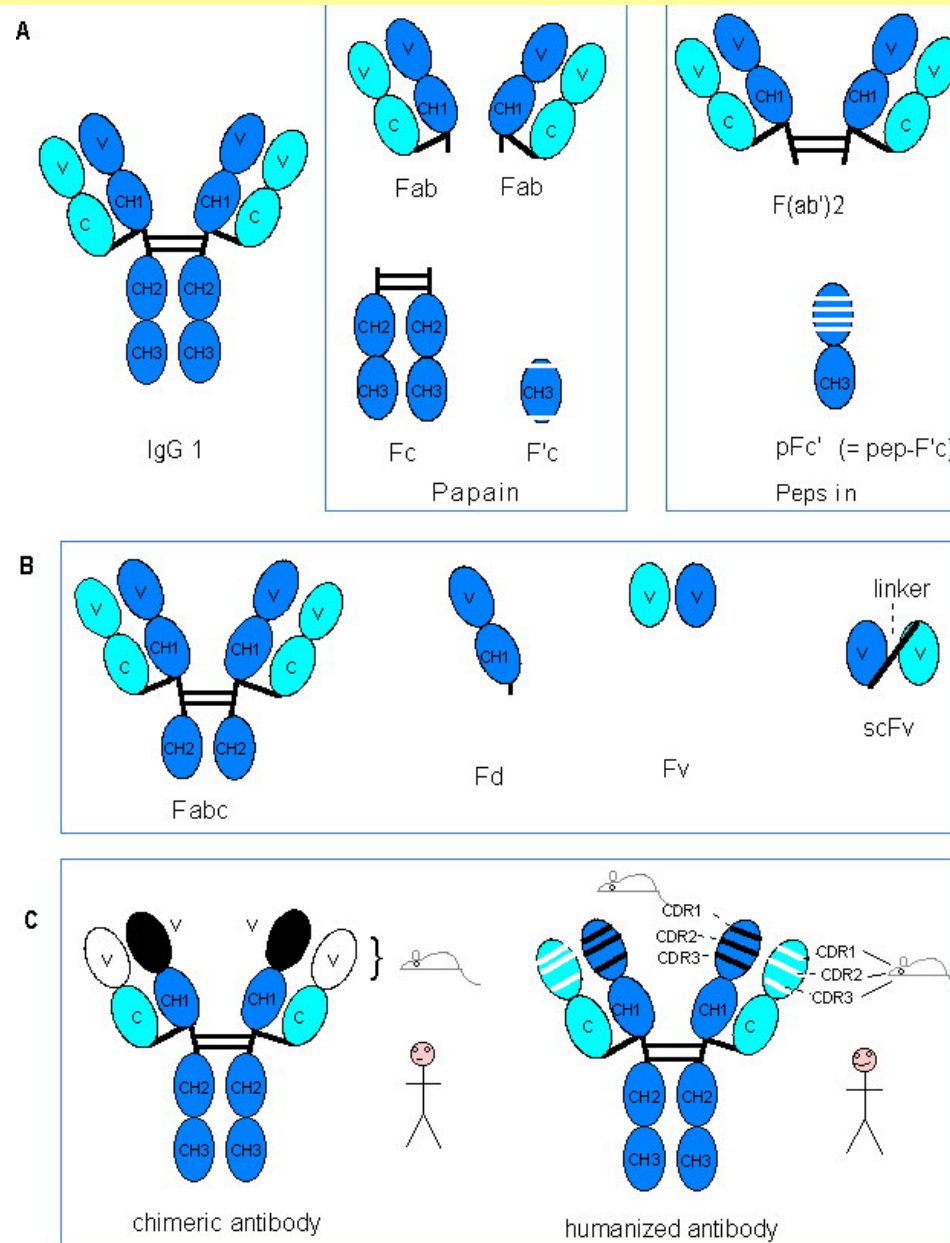 A
V V V V
C CH1 CH1 C
CH2 CH2
CH3 CH3
IgG 1
V V V V
C CH1 CH1 C
Fab Fab
CH2 CH2
CH3 CH3 CH3
Fc F'c
Papain
V V V V
C CH1 CH1 C
F(ab')2
CH3
pFc' (= pep-F'c)
Peps in
B
V V V V
C CH1 CH1 C
CH2 CH2
Fabc
V
CH1
Fd
V V
Fv
linker
V V
scFv
C
V V V V
C CH1 CH1 C
CH2 CH2
CH3 CH3
chimeric antibody
CDR1
CDR2
CDR3
CDR1
CDR2
CDR3
C CH1 CH1 C
CH2 CH2
CH3 CH3
humanized antibody